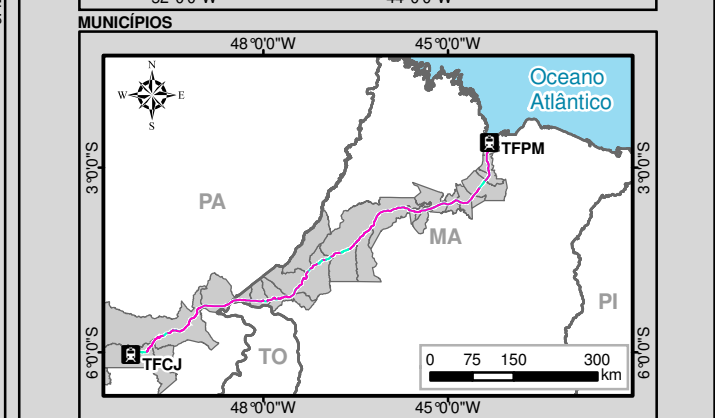 MUNICÍPIOS
48°0'0"W 45°0'0"W
N
W E
S
Oceano
Atlântico
TFPM
3°0'0"S 3°0'0"S
PA
MA
PI
TO
TFCJ
6°0'0"S 6°0'0"S
0 75 150 300
km
48°0'0"W 45°0'0"W